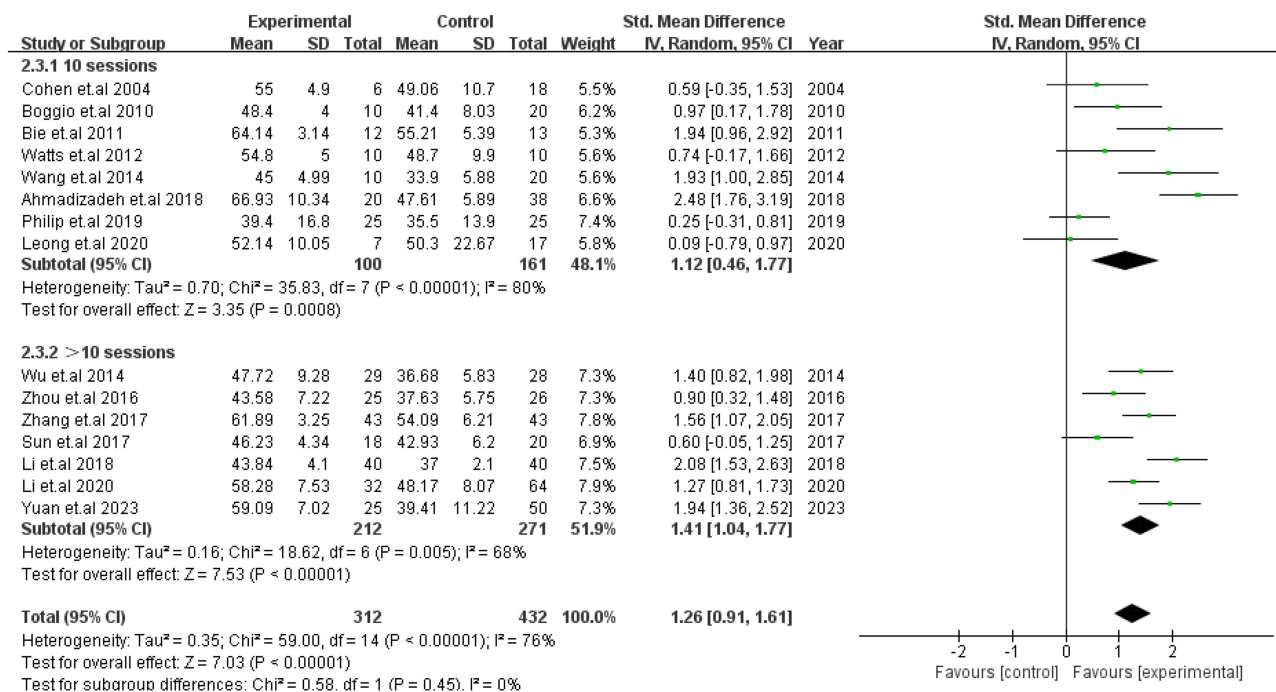 Experimental Control Std. Mean Difference Std. Mean Difference
Study or Subgroup Mean SD Total Mean SD Total Weight IV, Random, 95% CI Year IV, Random, 95% CI
2.3.1 10 sessions
Cohen et.al 2004 55 4.9 6 49.06 10.7 18 5.5% 0.59 [-0.35, 1.53] 2004
Boggio et.al 2010 48.4 4 10 41.4 8.03 20 6.2% 0.97 [0.17, 1.78] 2010
Bie et.al 2011 64.14 3.14 12 55.21 5.39 13 5.3% 1.94 [0.96, 2.92] 2011
Watts et.al 2012 54.8 5 10 48.7 9.9 10 5.6% 0.74 [-0.17, 1.66] 2012
Wang et.al 2014 45 4.99 10 33.9 5.88 20 5.6% 1.93 [1.00, 2.85] 2014
Ahmadizadeh et.al 2018 66.93 10.34 20 47.61 5.89 38 6.6% 2.48 [1.76, 3.19] 2018
Philip et.al 2019 39.4 16.8 25 35.5 13.9 25 7.4% 0.25 [-0.31, 0.81] 2019
Leong et.al 2020 52.14 10.05 7 50.3 22.67 17 5.8% 0.09 [-0.79, 0.97] 2020
Subtotal (95% CI) 100 161 48.1% 1.12 [0.46, 1.77]
Heterogeneity: Tau² = 0.70; Chi² = 35.83, df = 7 (P < 0.00001); I² = 80%
Test for overall effect: Z = 3.35 (P = 0.0008)
2.3.2 ＞10 sessions
Wu et.al 2014 47.72 9.28 29 36.68 5.83 28 7.3% 1.40 [0.82, 1.98] 2014
Zhou et.al 2016 43.58 7.22 25 37.63 5.75 26 7.3% 0.90 [0.32, 1.48] 2016
Zhang et.al 2017 61.89 3.25 43 54.09 6.21 43 7.8% 1.56 [1.07, 2.05] 2017
Sun et.al 2017 46.23 4.34 18 42.93 6.2 20 6.9% 0.60 [-0.05, 1.25] 2017
Li et.al 2018 43.84 4.1 40 37 2.1 40 7.5% 2.08 [1.53, 2.63] 2018
Li et.al 2020 58.28 7.53 32 48.17 8.07 64 7.9% 1.27 [0.81, 1.73] 2020
Yuan et.al 2023 59.09 7.02 25 39.41 11.22 50 7.3% 1.94 [1.36, 2.52] 2023
Subtotal (95% CI) 212 271 51.9% 1.41 [1.04, 1.77]
Heterogeneity: Tau² = 0.16; Chi² = 18.62, df = 6 (P = 0.005); I² = 68%
Test for overall effect: Z = 7.53 (P < 0.00001)
Total (95% CI) 312 432 100.0% 1.26 [0.91, 1.61]
Heterogeneity: Tau² = 0.35; Chi² = 59.00, df = 14 (P < 0.00001); I² = 76%
Test for overall effect: Z = 7.03 (P < 0.00001)
Test for subgroup differences: Chi² = 0.58, df = 1 (P = 0.45), I² = 0%
-2 -1 0 1 2
Favours [control] Favours [experimental]